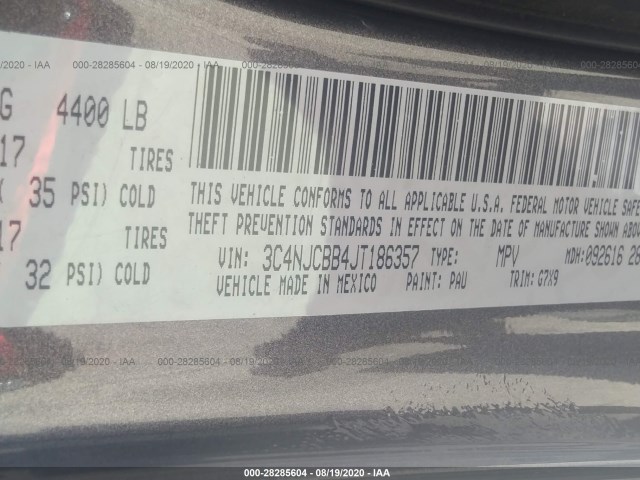 000-28285604 - 08/19/2020 - IAA
G 4400 LB
17 TIRES
35 PSI) COLD
17 TIRES
32 PSI) COLD
THIS VEHICLE CONFORMS TO ALL APPLICABLE U.S.A. FEDERAL MOTOR VEHICLE
THEFT PREVENTION STANDARDS IN EFFECT ON THE DATE OF MANUFACTURE SHOWN
VIN: 3C4NJCBB4JT186357 TYPE: MPV MDH:092616
VEHICLE MADE IN MEXICO PAINT: PAU TRIM: G7X9
000-28285604 - 08/19/2020 - IAA
000-28285604 - 08/19/2020 - IAA